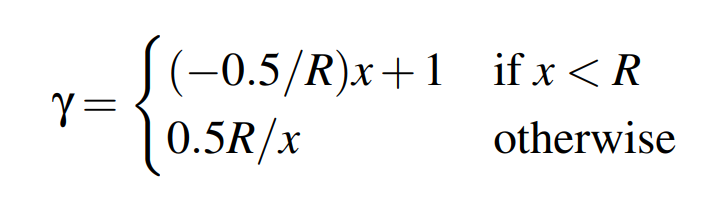 (−0.5/R)x+1 if x < R
γ=
0.5R/x otherwise